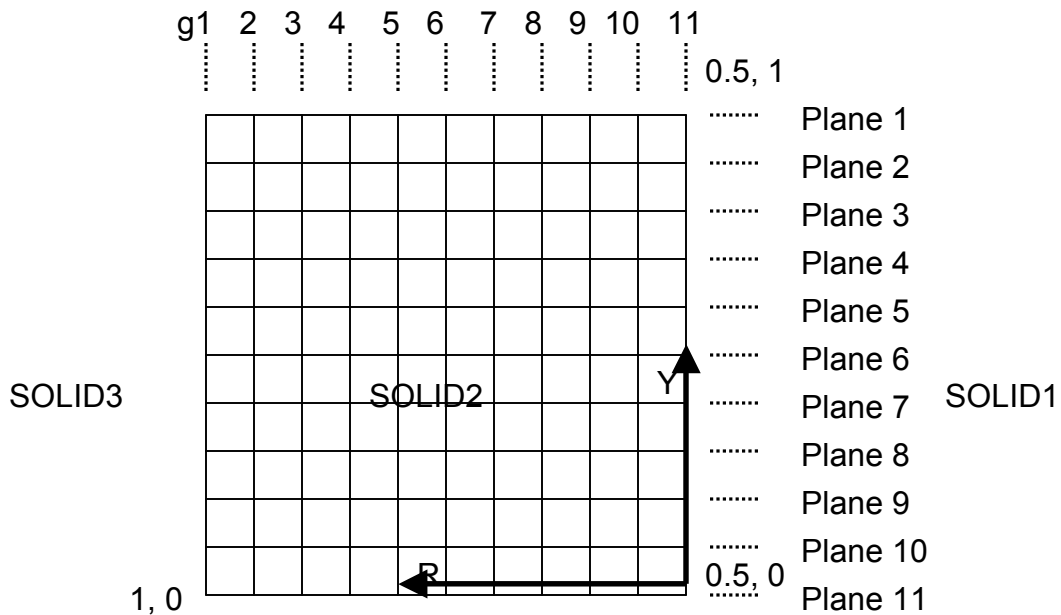 g1 2 3 4 5 6 7 8 9 10 11
0.5, 1
Plane 1
Plane 2
Plane 3
Plane 4
Plane 5
Plane 6
Y
SOLID3 SOLID2 Plane 7 SOLID1
Plane 8
Plane 9
Plane 10
R 0.5, 0
1, 0 Plane 11